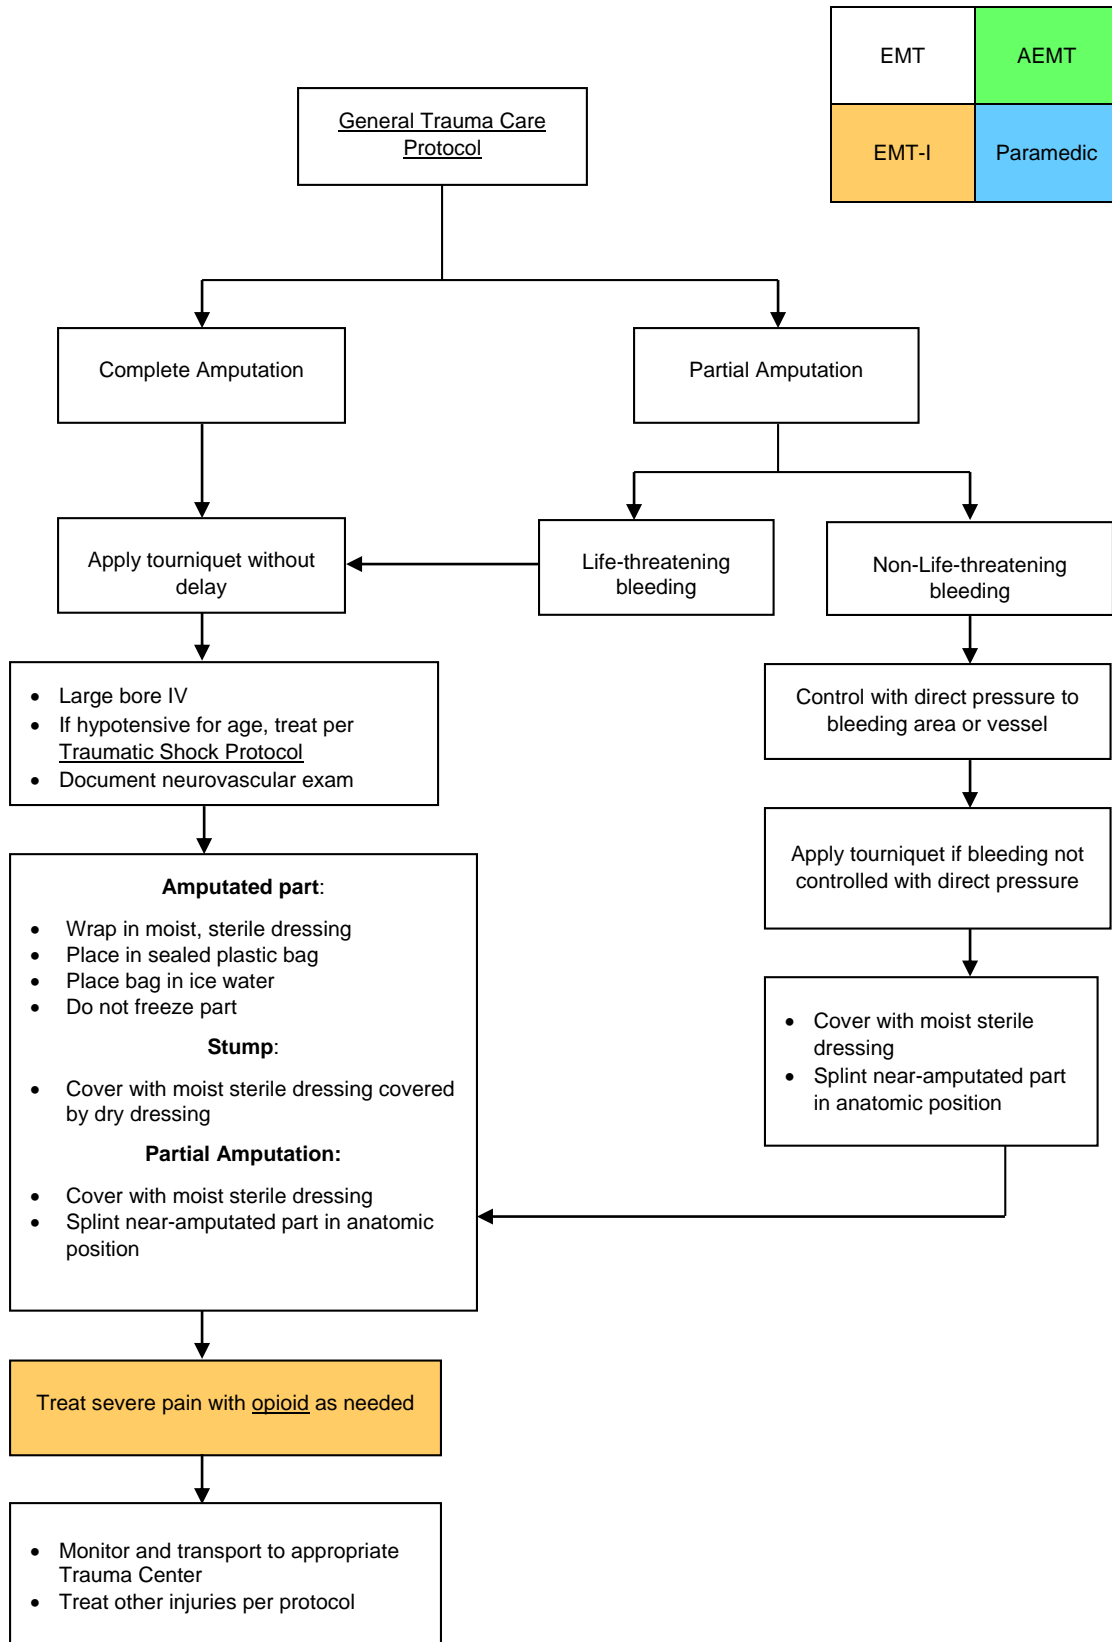 EMT
AEMT
EMT-I
Paramedic
General Trauma Care
Protocol
Complete Amputation
Partial Amputation
Apply tourniquet without
delay
Life-threatening
bleeding
Non-Life-threatening
bleeding
• Large bore IV
• If hypotensive for age, treat per
Traumatic Shock Protocol
• Document neurovascular exam
Control with direct pressure to
bleeding area or vessel
Apply tourniquet if bleeding not
controlled with direct pressure
• Cover with moist sterile
dressing
• Splint near-amputated part
in anatomic position
Amputated part:
• Wrap in moist, sterile dressing
• Place in sealed plastic bag
• Place bag in ice water
• Do not freeze part
Stump:
• Cover with moist sterile dressing covered
by dry dressing
Partial Amputation:
• Cover with moist sterile dressing
• Splint near-amputated part in anatomic
position
Treat severe pain with opioid as needed
• Monitor and transport to appropriate
Trauma Center
• Treat other injuries per protocol